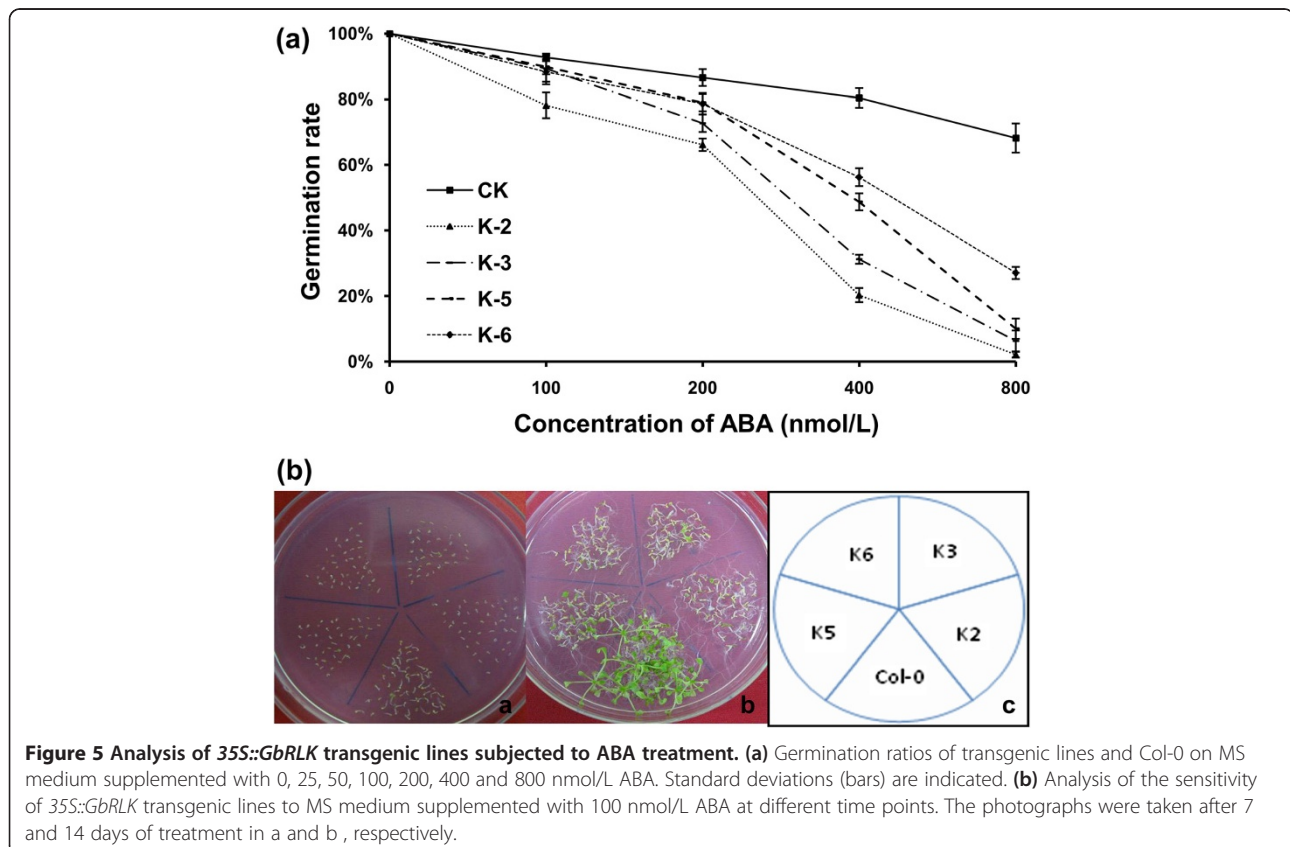 (a)
100%
80%
60%
40%
20%
0%
Germination rate
CK
K-2
K-3
K-5
K-6
0 100 200 400 800
Concentration of ABA (nmol/L)
(b)
a
b
K6 K3
K5 K2
Col-0
c
Figure 5 Analysis of 35S::GbRLK transgenic lines subjected to ABA treatment. (a) Germination ratios of transgenic lines and Col-0 on MS
medium supplemented with 0, 25, 50, 100, 200, 400 and 800 nmol/L ABA. Standard deviations (bars) are indicated. (b) Analysis of the sensitivity
of 35S::GbRLK transgenic lines to MS medium supplemented with 100 nmol/L ABA at different time points. The photographs were taken after 7
and 14 days of treatment in a and b , respectively.